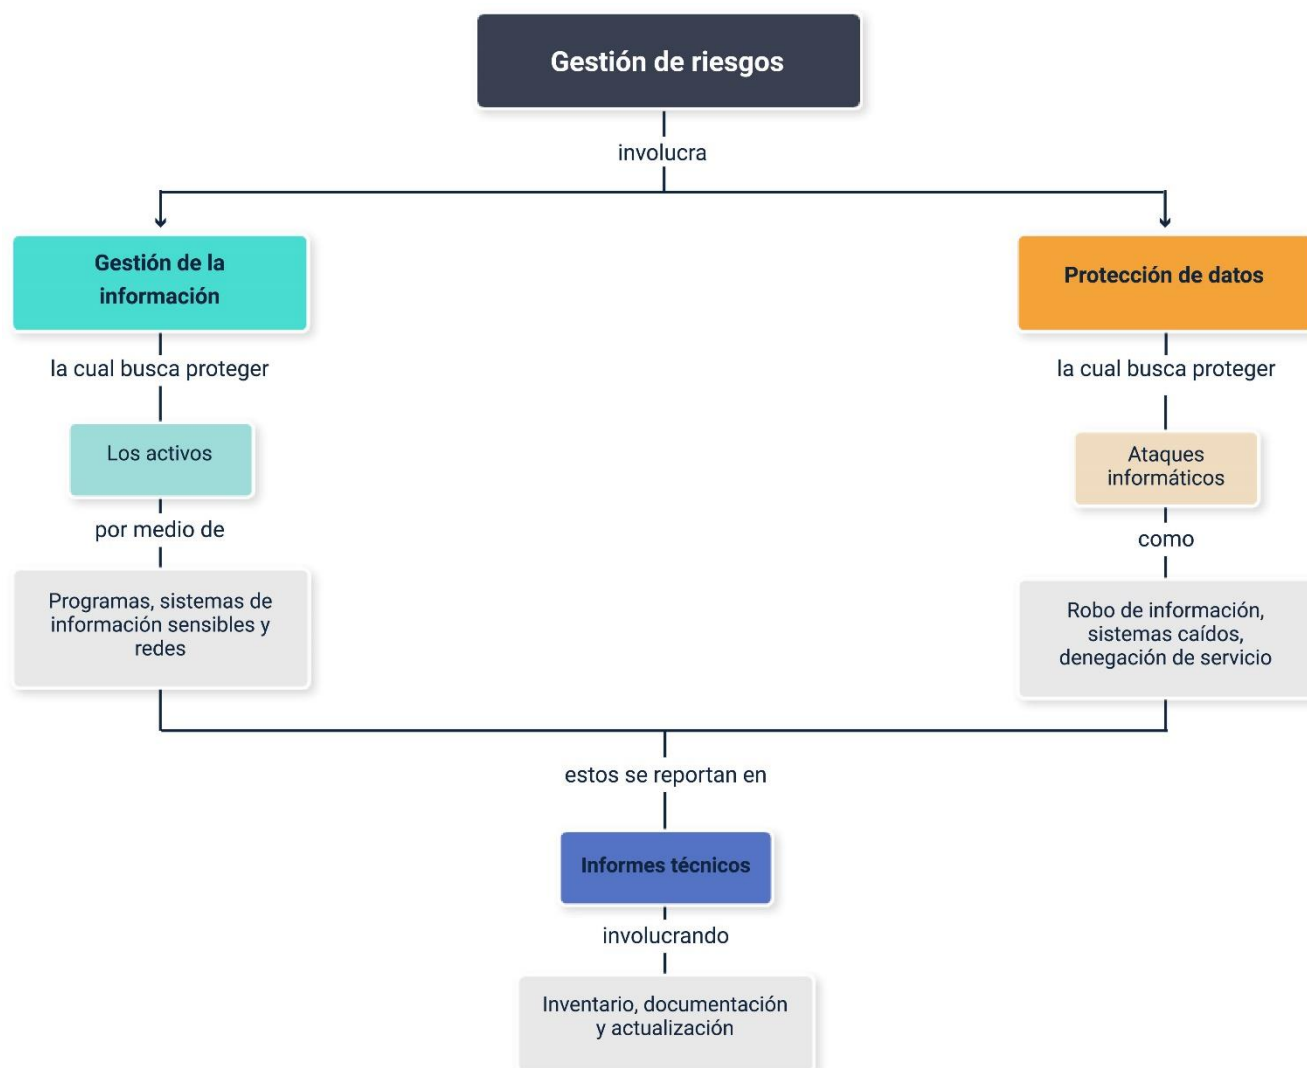 Gestión de riesgos
involucra
Gestión de la
información
la cual busca proteger
Los activos
por medio de
Programas, sistemas de
información sensibles y
redes
Protección de datos
la cual busca proteger
Ataques
informáticos
como
Robo de información,
sistemas caídos,
denegación de servicio
estos se reportan en
Informes técnicos
involucrando
Inventario, documentación
y actualización